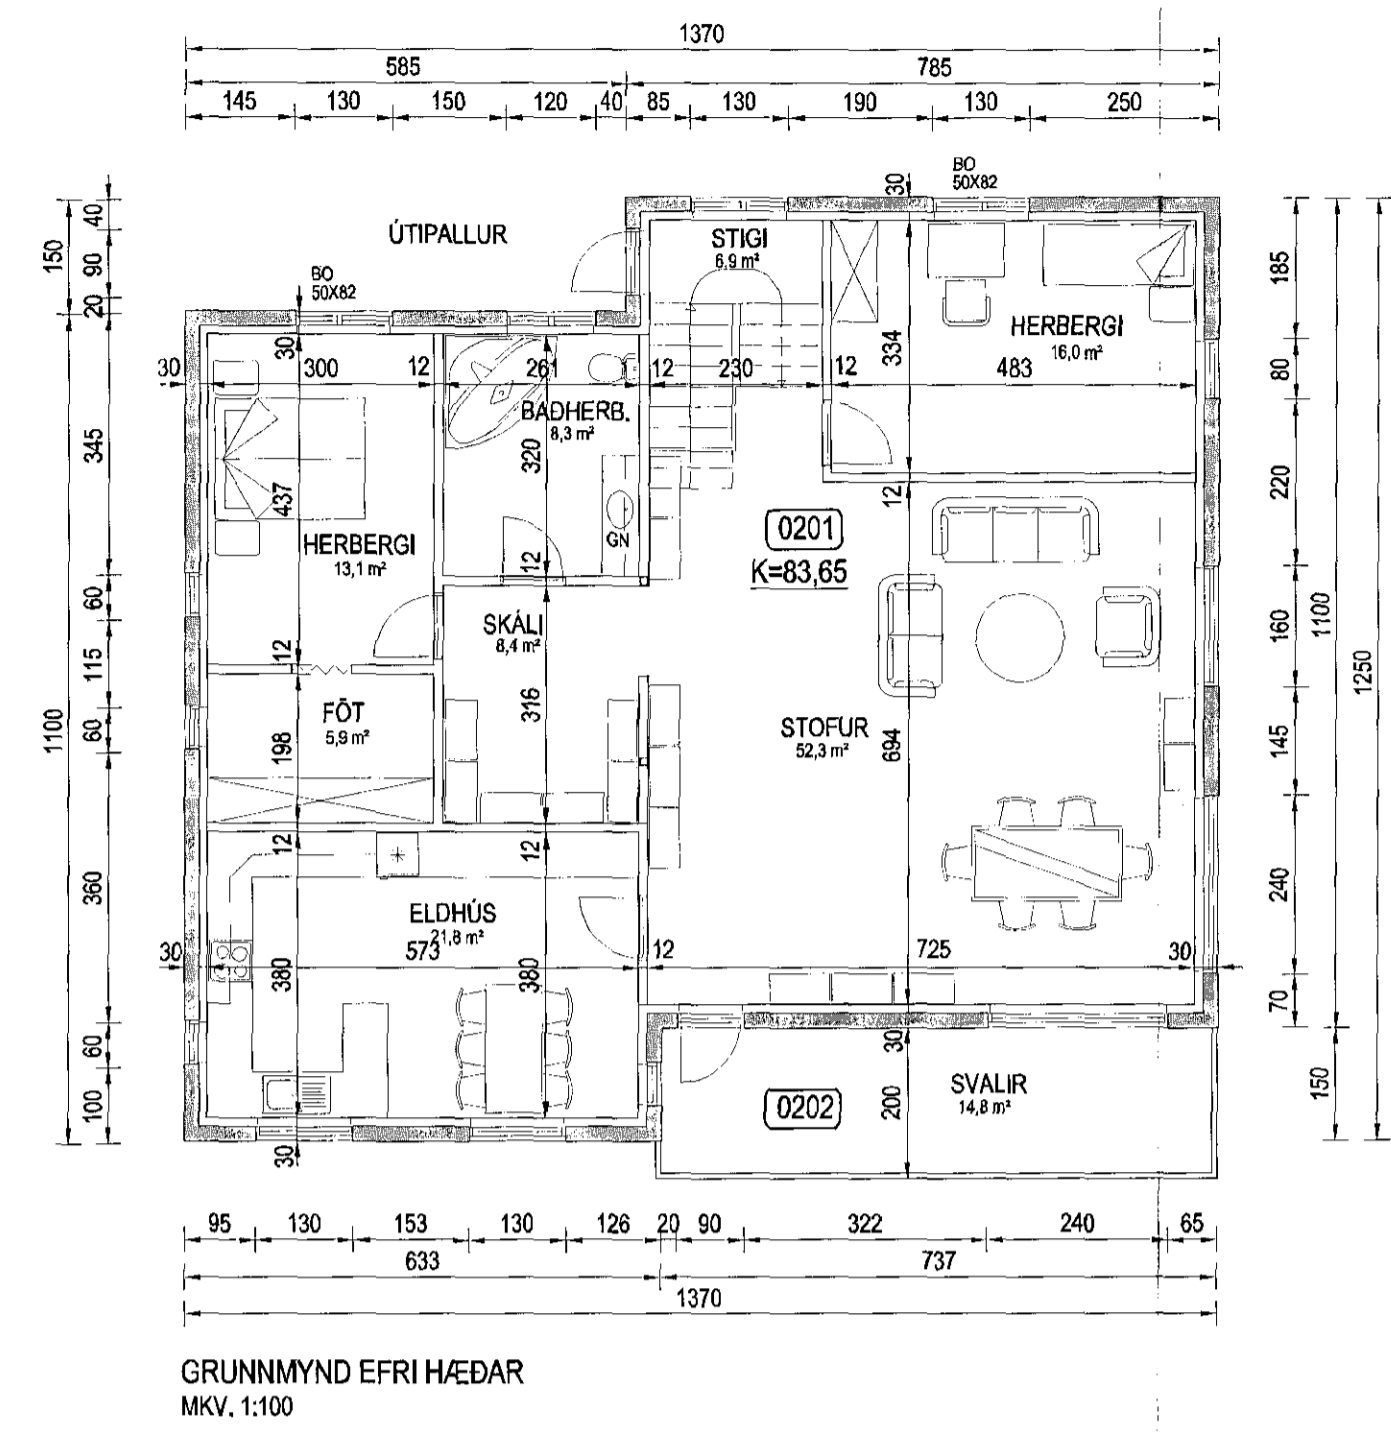 1370
585 785
145 130 150 120 40 85 130 190 130 250
BO
50X82
30
40
150
90
20
ÚTIPALLUR
STIGI
6,9 m²
BO
50X82
185
HERBERGI
16,0 m²
334
30
30 300 12 261 12 230 12 483
80
BAÐHERB.
8,3 m²
345
320
437
220
12
0201
K=83,65
GN
HERBERGI
13,1 m²
12
60
SKÁLI
8,4 m²
160
1100
12
115
1250
FÖT
5,9 m²
316
STOFUR
52,3 m²
694
198
60
1100
145
12
12
360
240
ELDHÚS
21,8 m²
30 573 12 725 30
380
380
70
60
30
SVALIR
14,8 m²
0202
200
150
100
30
95 130 153 130 126 20 90 322 240 65
633 737
1370
GRUNNMYND EFRI HÆÐAR
MKV. 1:100